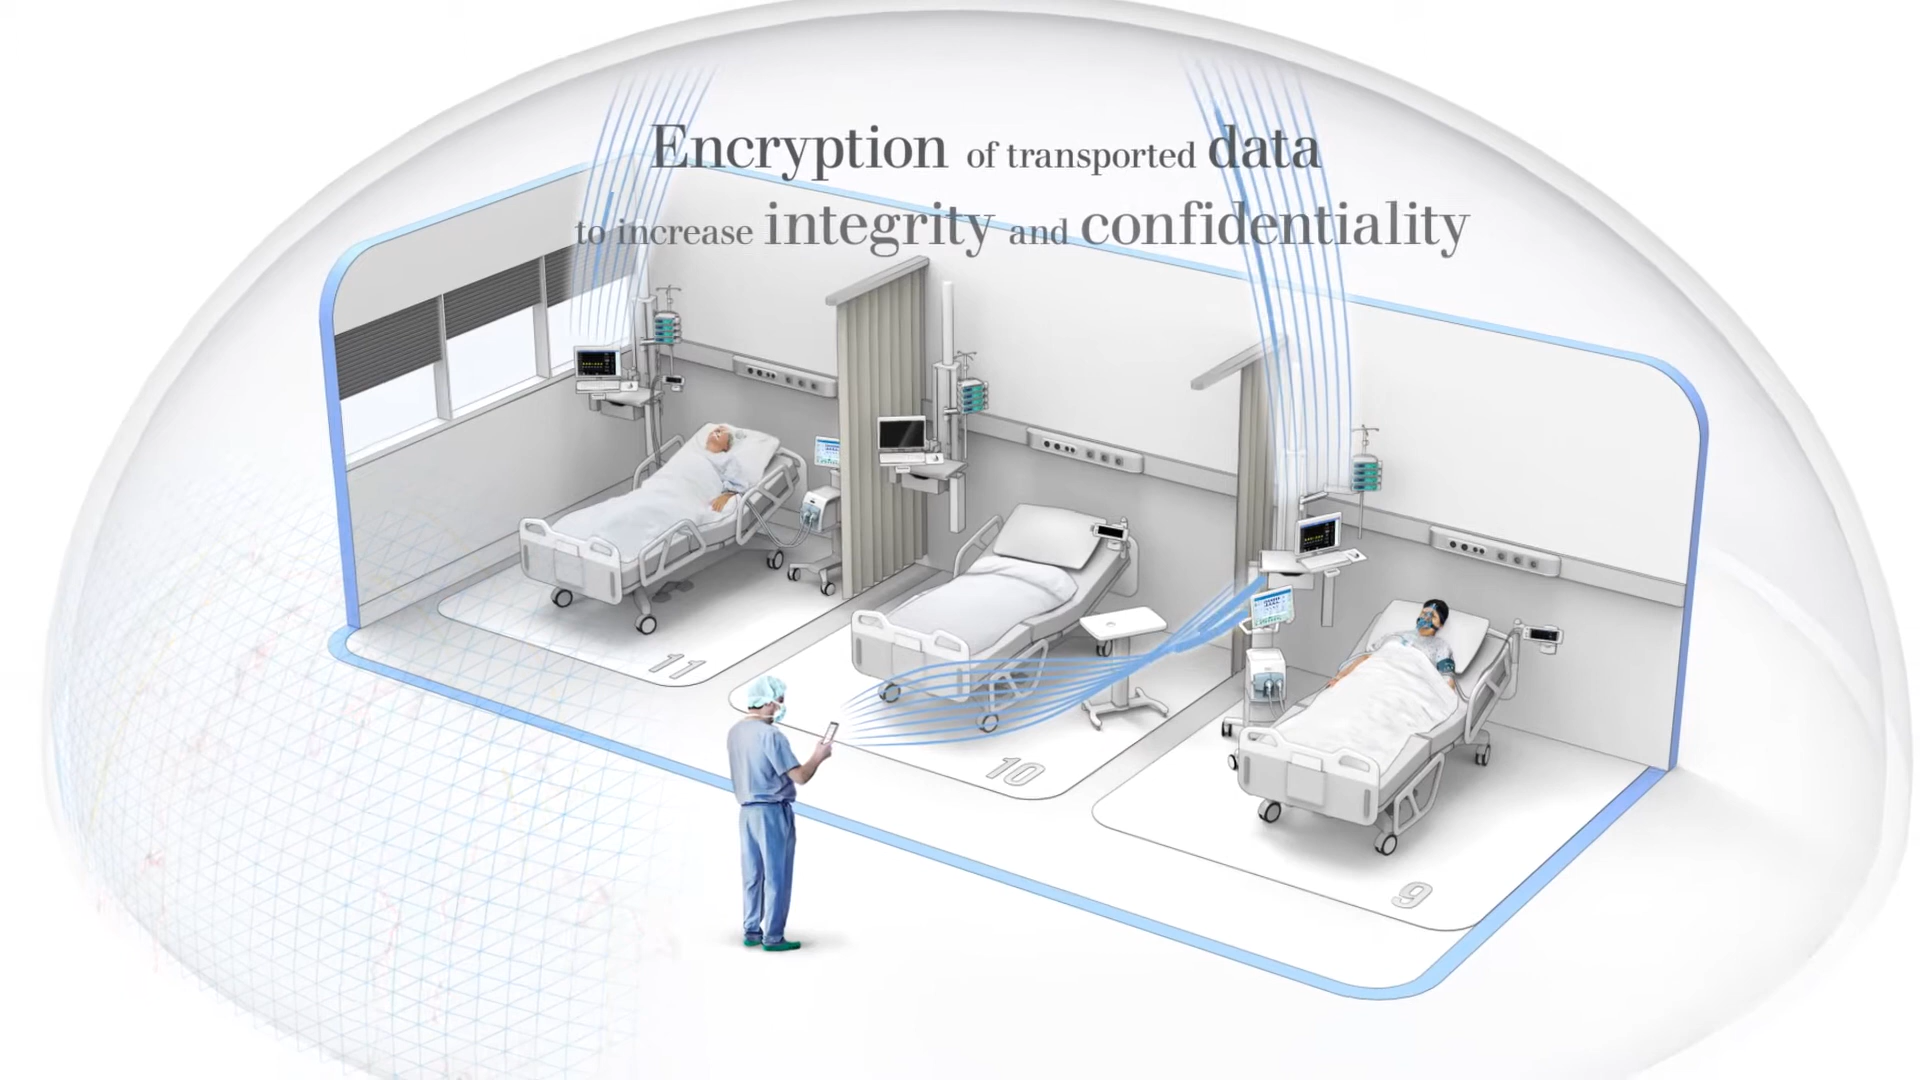 Encryption of transported data
to increase integrity and confidentiality
11
10
9